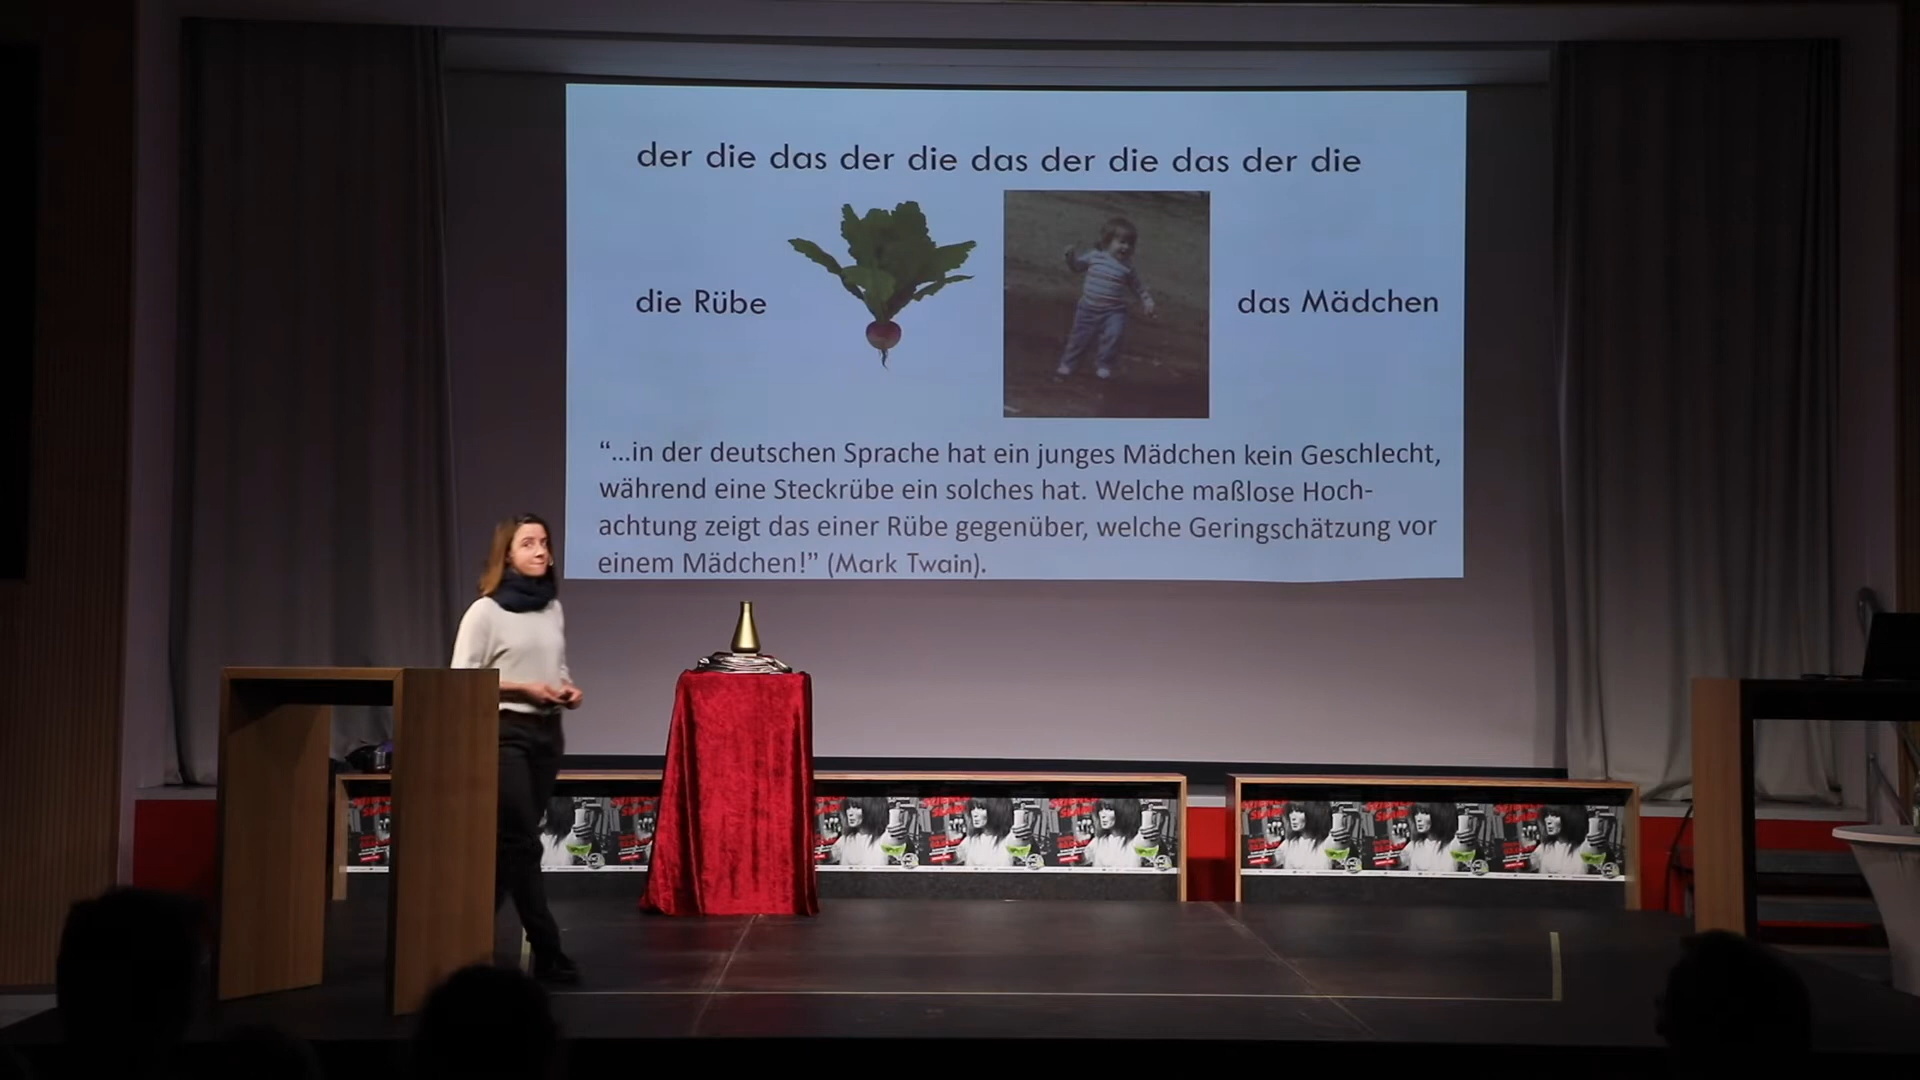 der die das der die das der die das der die
die Rübe
das Mädchen
“...in der deutschen Sprache hat ein junges Mädchen kein Geschlecht,
während eine Steckrübe ein solches hat. Welche maßlose Hoch-
achtung zeigt das einer Rübe gegenüber, welche Geringschätzung vor
einem Mädchen!” (Mark Twain).